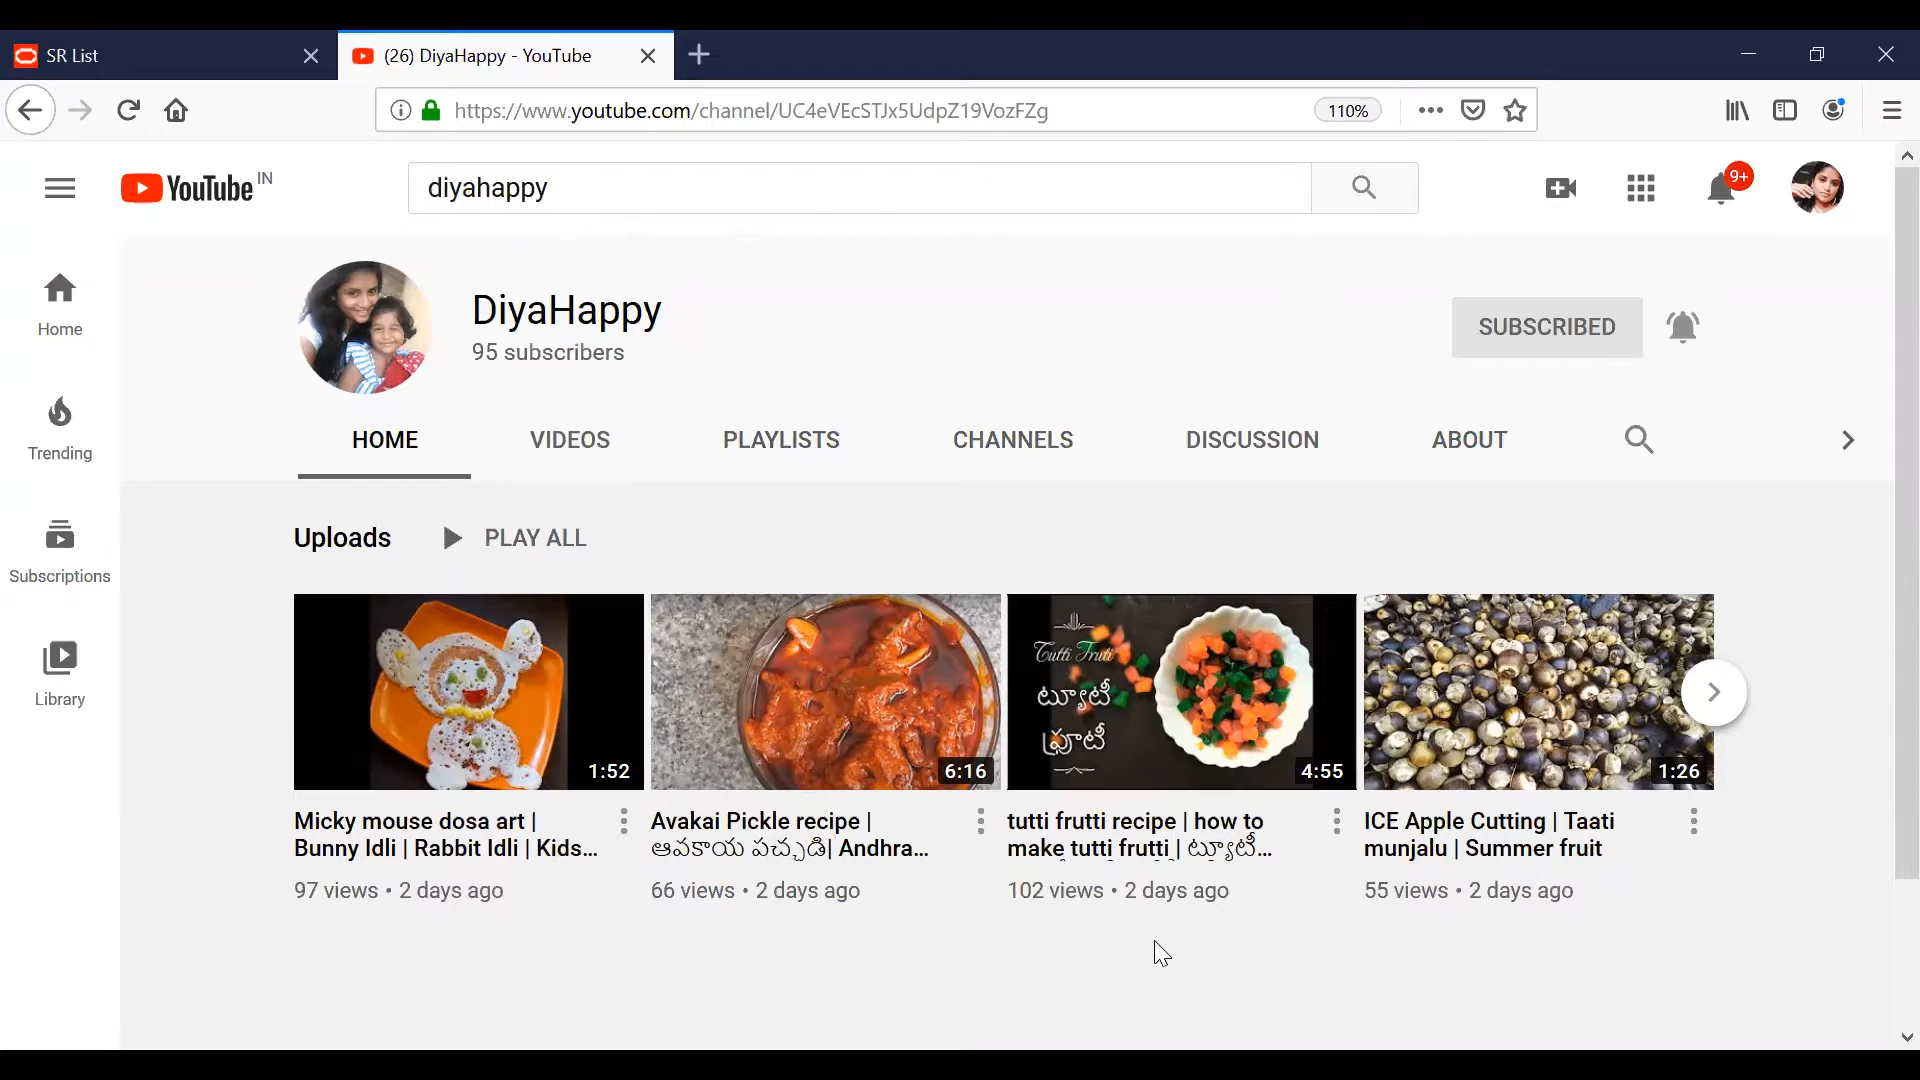 SR List
(26) DiyaHappy - YouTube
https://www.youtube.com/channel/UC4eVEcSTJx5UdpZ19VozFZg
110%
YouTube IN
diyahappy
9+
Home
Trending
Subscriptions
Library
DiyaHappy
95 subscribers
SUBSCRIBED
HOME VIDEOS PLAYLISTS CHANNELS DISCUSSION ABOUT
Uploads PLAY ALL
1:52
Micky mouse dosa art |
Bunny Idli | Rabbit Idli | Kids...
97 views • 2 days ago
6:16
Avakai Pickle recipe |
ఆవకాయ పచ్చడి| Andhra...
66 views • 2 days ago
Tutti Fruti
ట్యూటీ
ఫ్రూటీ
4:55
tutti frutti recipe | how to
make tutti frutti | ట్యూటీ...
102 views • 2 days ago
1:26
ICE Apple Cutting | Taati
munjalu | Summer fruit
55 views • 2 days ago